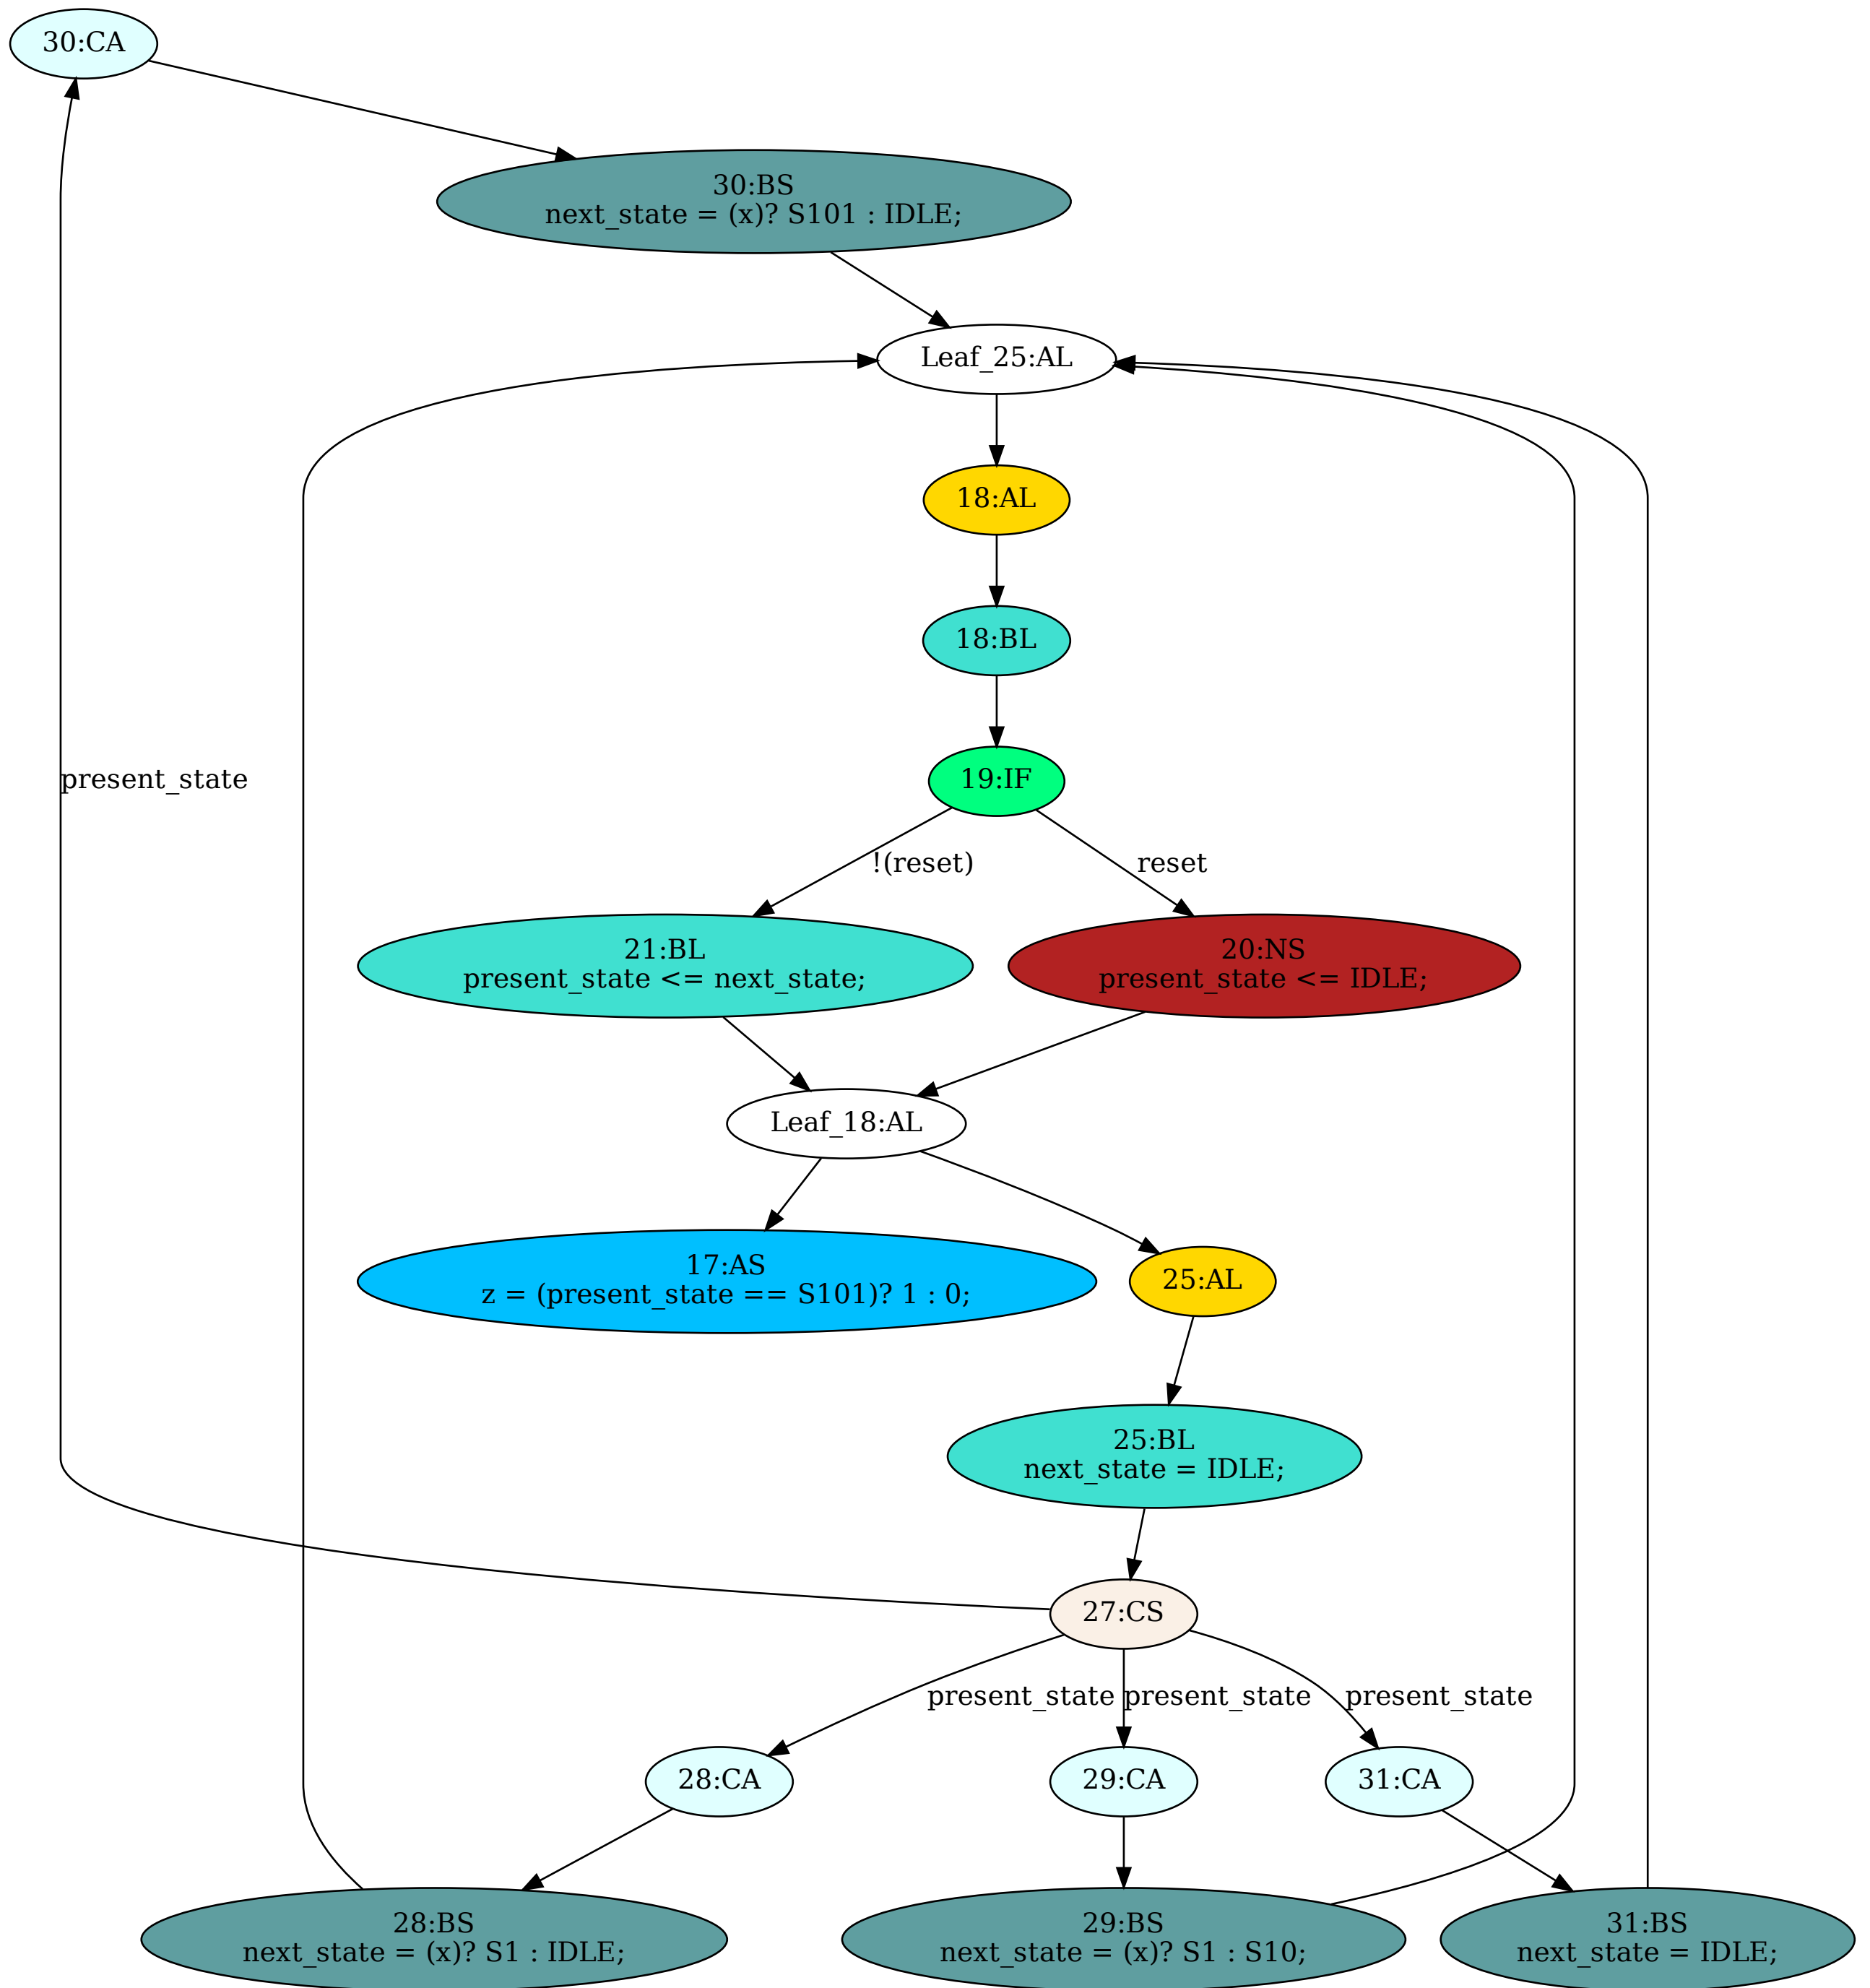 30:CA
30:BS
next_state = (x)? S101 : IDLE;
Leaf_25:AL
18:AL
18:BL
19:IF
present_state
!(reset)
reset
21:BL
present_state <= next_state;
20:NS
present_state <= IDLE;
Leaf_18:AL
17:AS
z = (present_state == S101)? 1 : 0;
25:AL
25:BL
next_state = IDLE;
27:CS
present_state
present_state
present_state
28:CA
29:CA
31:CA
28:BS
next_state = (x)? S1 : IDLE;
29:BS
next_state = (x)? S1 : S10;
31:BS
next_state = IDLE;